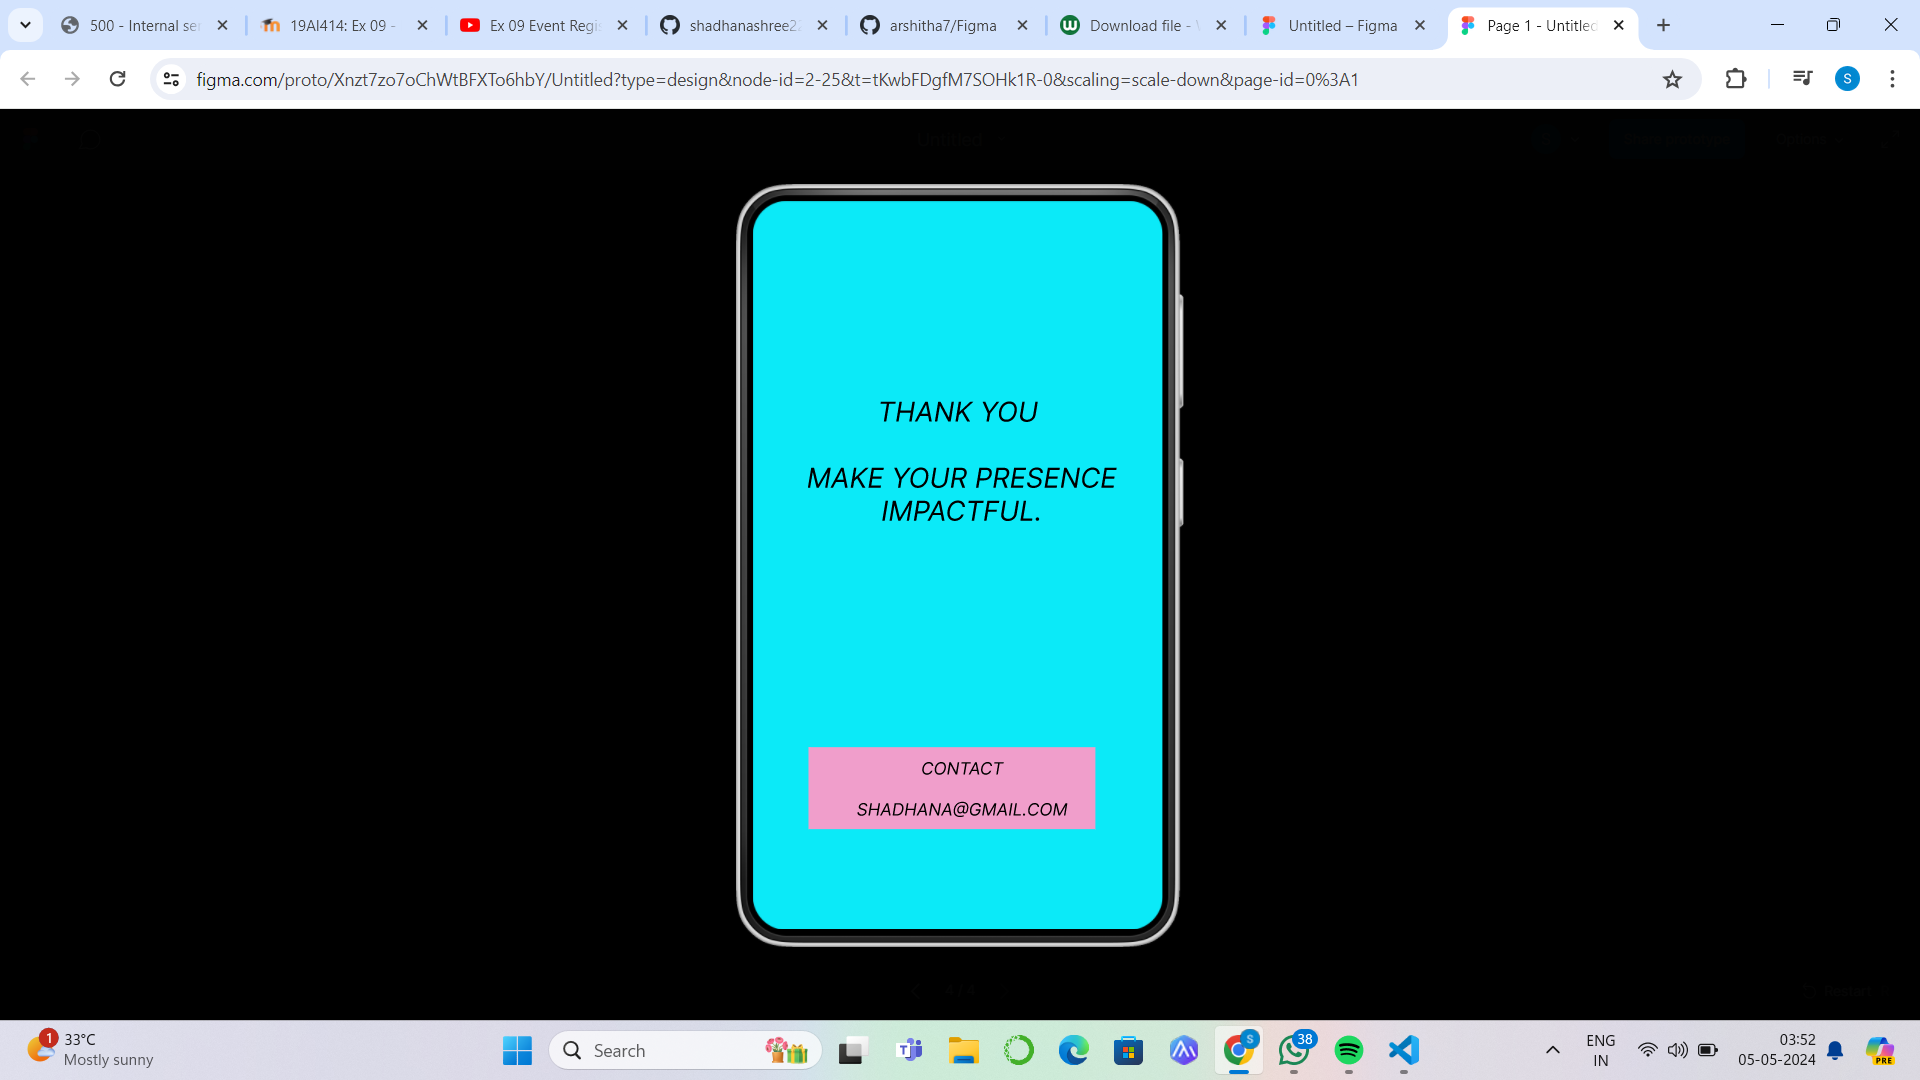 500 - Internal se
19AI414: Ex 09 -
Ex 09 Event Regi
shadhanashree2
arshitha7/Figma
Download file -
Untitled – Figma
Page 1 - Untitled
figma.com/proto/Xnzt7zo7oChWtBFXTo6hbY/Untitled?type=design&node-id=2-25&t=tKwbFDgfM7SOHk1R-0&scaling=scale-down&page-id=0%3A1
S
Untitled
THANK YOU
MAKE YOUR PRESENCE
IMPACTFUL.
CONTACT
SHADHANA@GMAIL.COM
1
33°C
Mostly sunny
Search
S
38
ENG
IN
03:52
05-05-2024
PRE